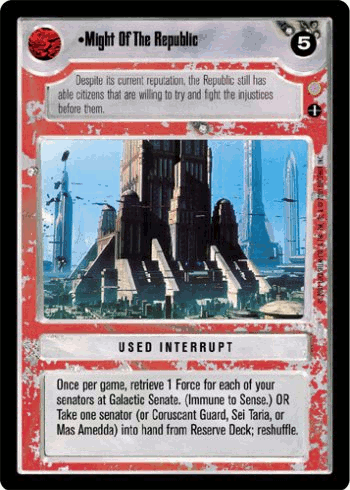 •Might Of The Republic
5
Despite its current reputation, the Republic still has
able citizens that are willing to try and fight the injustices
before them.
USED INTERRUPT
Once per game, retrieve 1 Force for each of your
senators at Galactic Senate. (Immune to Sense.) OR
Take one senator (or Coruscant Guard, Sei Taria, or
Mas Amedda) into hand from Reserve Deck; reshuffle.